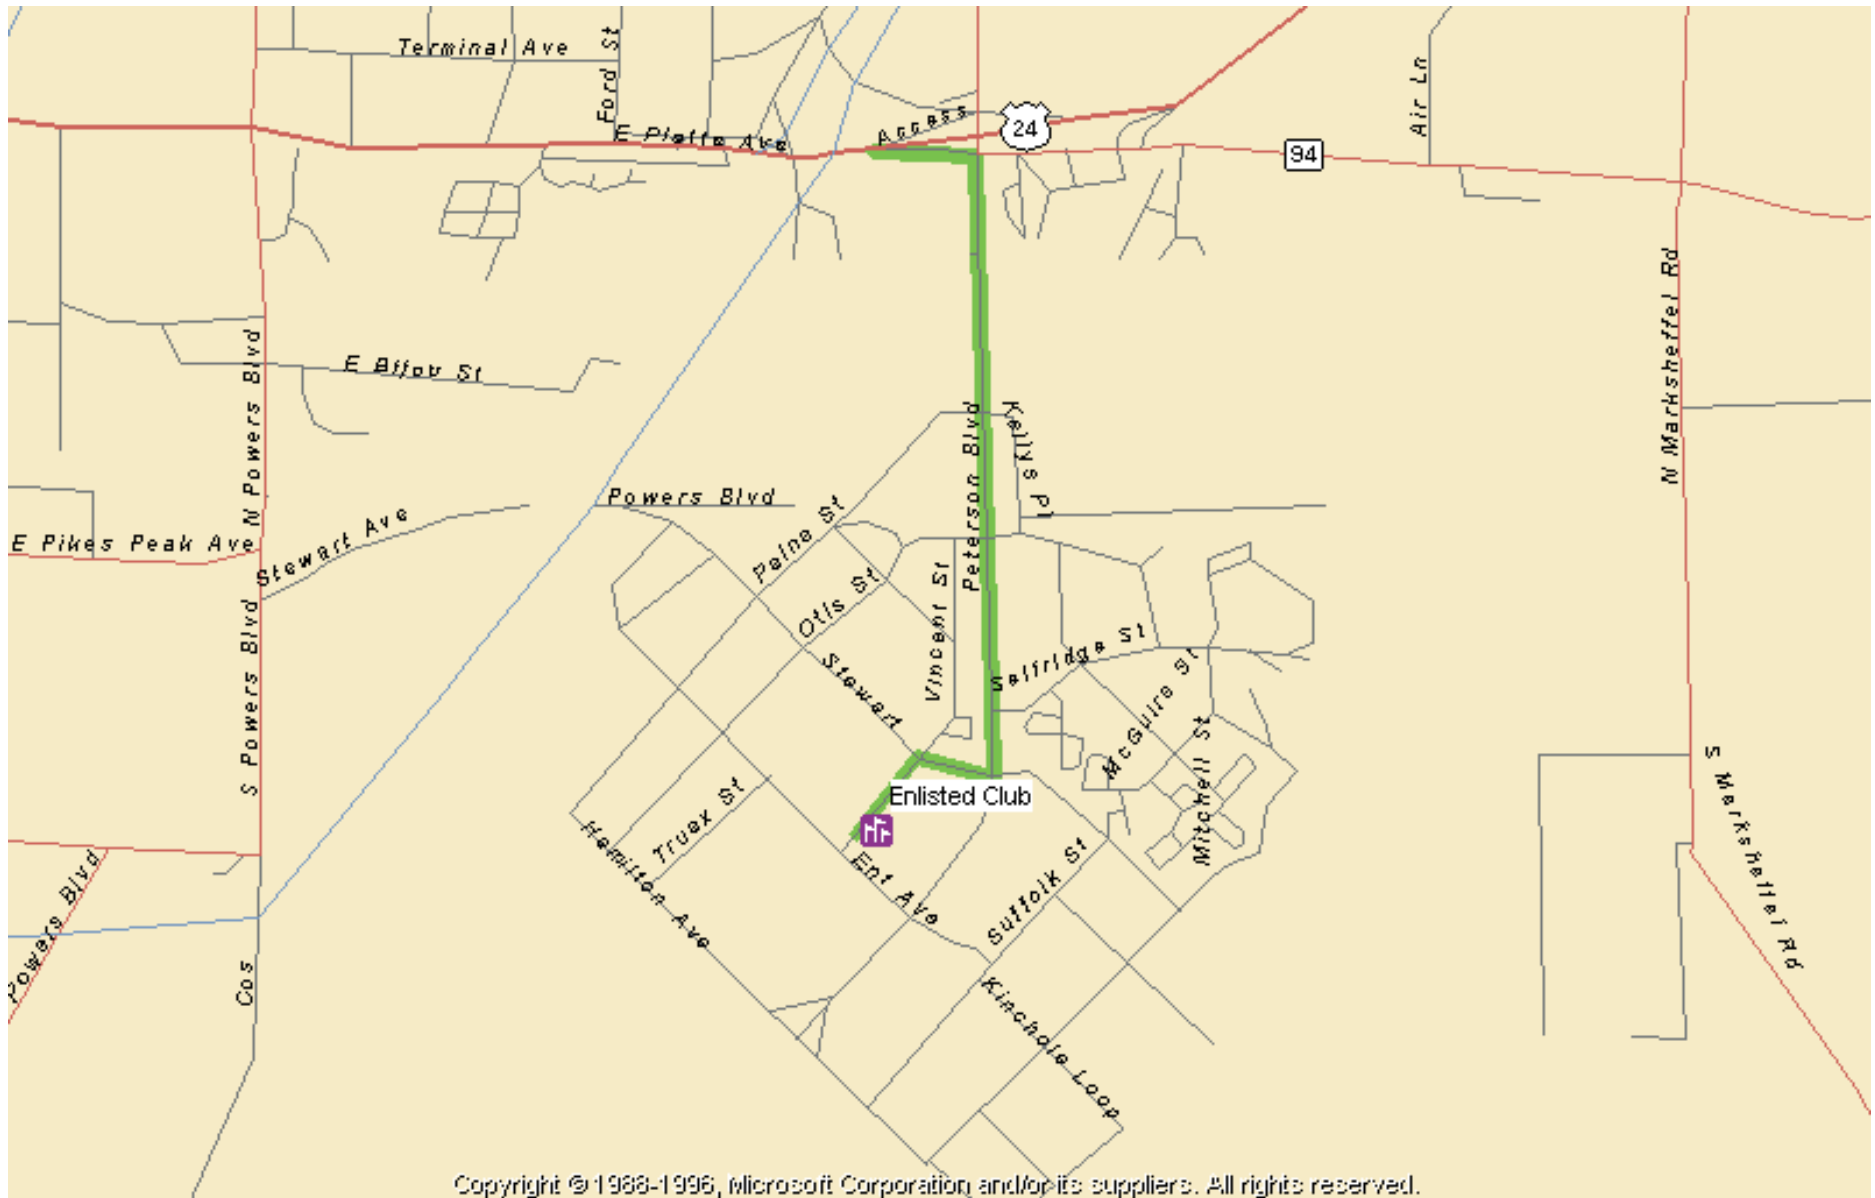 Terminal Ave
Ford St
Air Ln
Access
24
E Platte Ave
94
N Marksheffel Rd
N Powers Blvd
E Bijou St
Peterson Blvd
Kellys Pl
Powers Blvd
Paine St
Stewart Ave
E Pikes Peak Ave
Otis St
Vincent St
S Powers Blvd
Stewart
Selfridge St
McGuire St
Mitchell St
S Marksheffel Rd
Enlisted Club
Truax St
Hamilton Ave
Ent Ave
Suffolk St
Powers Blvd
Cos
Kincheloe Loop
Copyright © 1988-1996, Microsoft Corporation and/or its suppliers. All rights reserved.